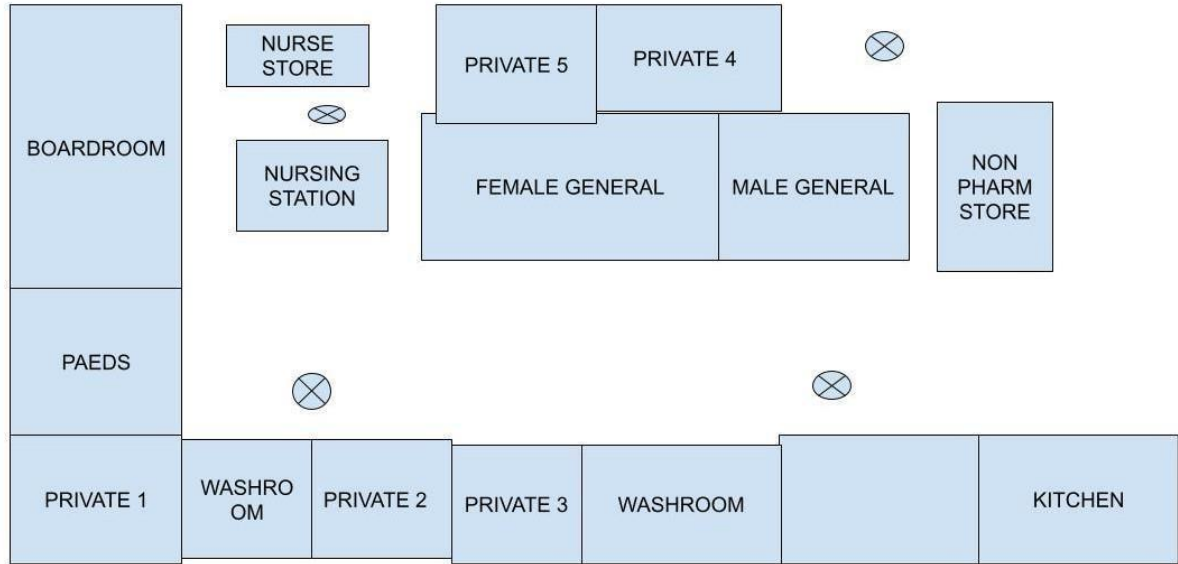 NURSE
STORE
PRIVATE 5
PRIVATE 4
BOARDROOM
NURSING
STATION
FEMALE GENERAL
MALE GENERAL
NON
PHARM
STORE
PAEDS
PRIVATE 1
WASHRO
OM
PRIVATE 2
PRIVATE 3
WASHROOM
KITCHEN